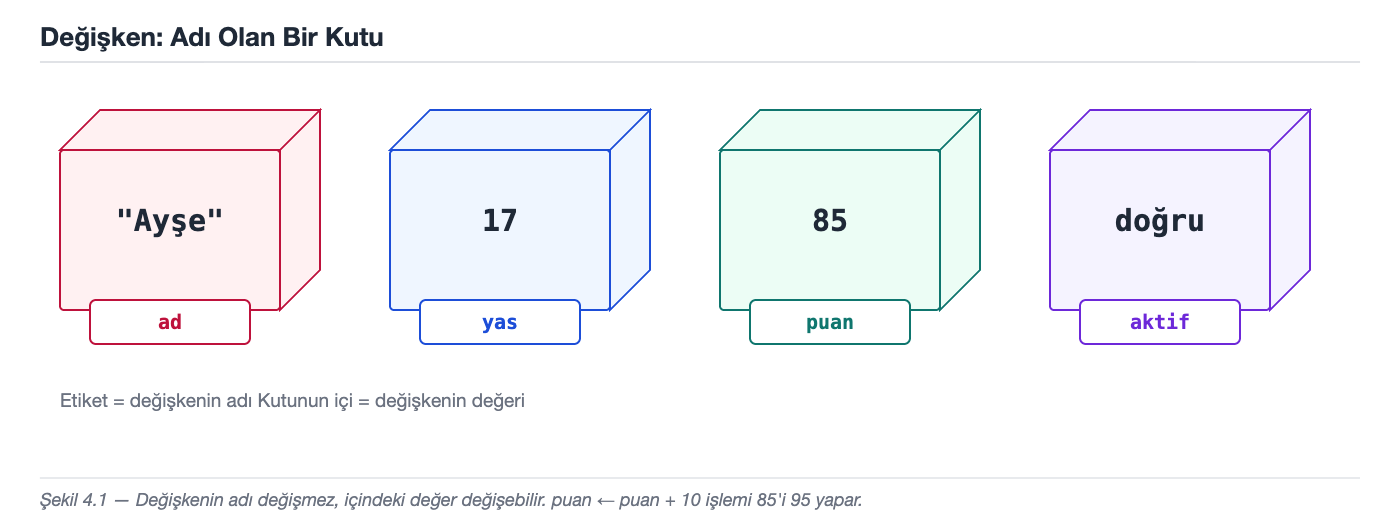 Değişken: Adı Olan Bir Kutu
"Ayşe"
17
85
doğru
ad
yas
puan
aktif
Etiket = değişkenin adı Kutunun içi = değişkenin değeri
Şekil 4.1 — Değişkenin adı değişmez, içindeki değer değişebilir. puan ← puan + 10 işlemi 85'i 95 yapar.